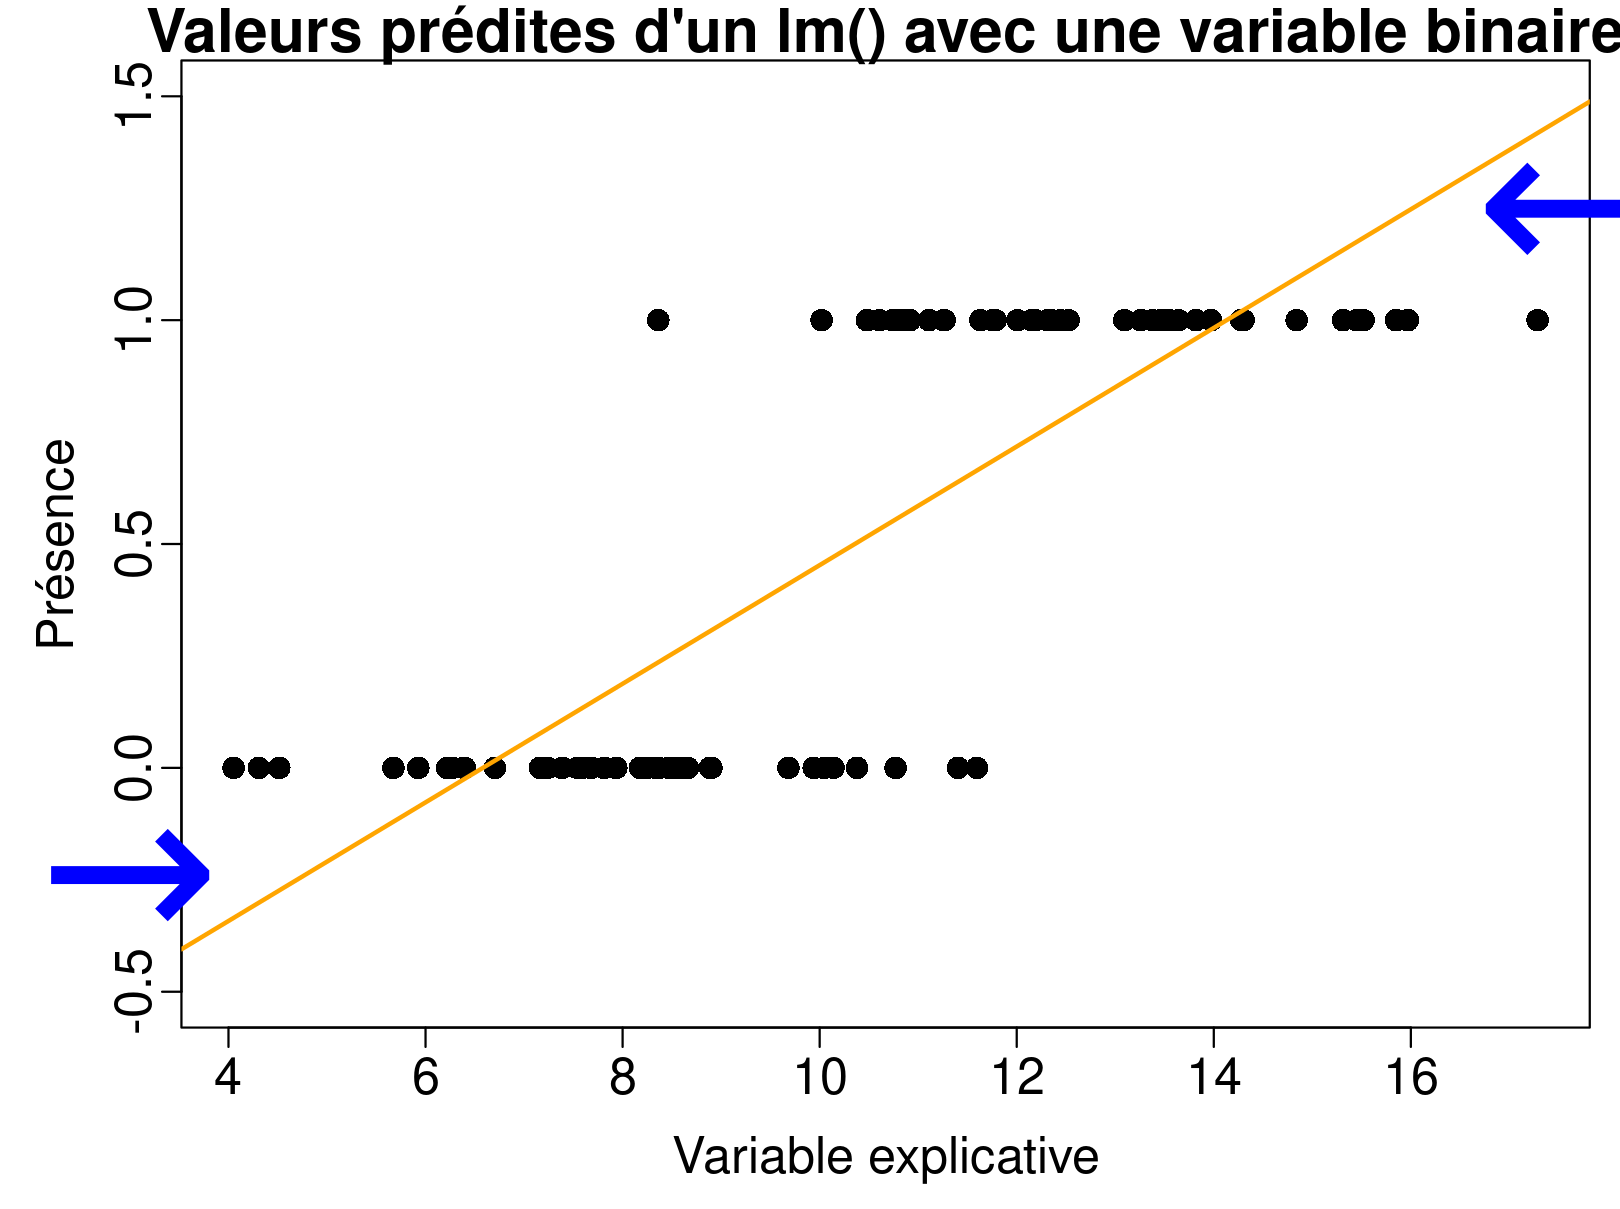 Valeurs prédites d'un lm() avec une variable binaire
1.5
1.0
0.5
0.0
-0.5
Présence
4 6 8 10 12 14 16
Variable explicative